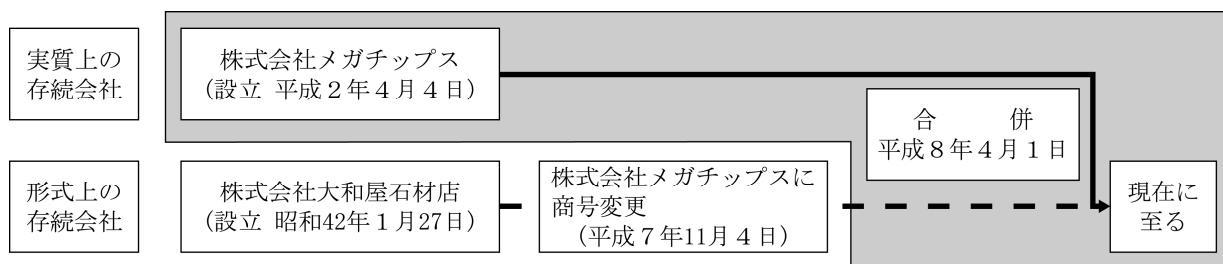 実質上の
存続会社
株式会社メガチップス
(設立 平成2年4月4日)
合 併
平成8年4月1日
形式上の
存続会社
株式会社大和屋石材店
(設立 昭和42年1月27日)
株式会社メガチップスに
商号変更
(平成7年11月4日)
現在に
至る